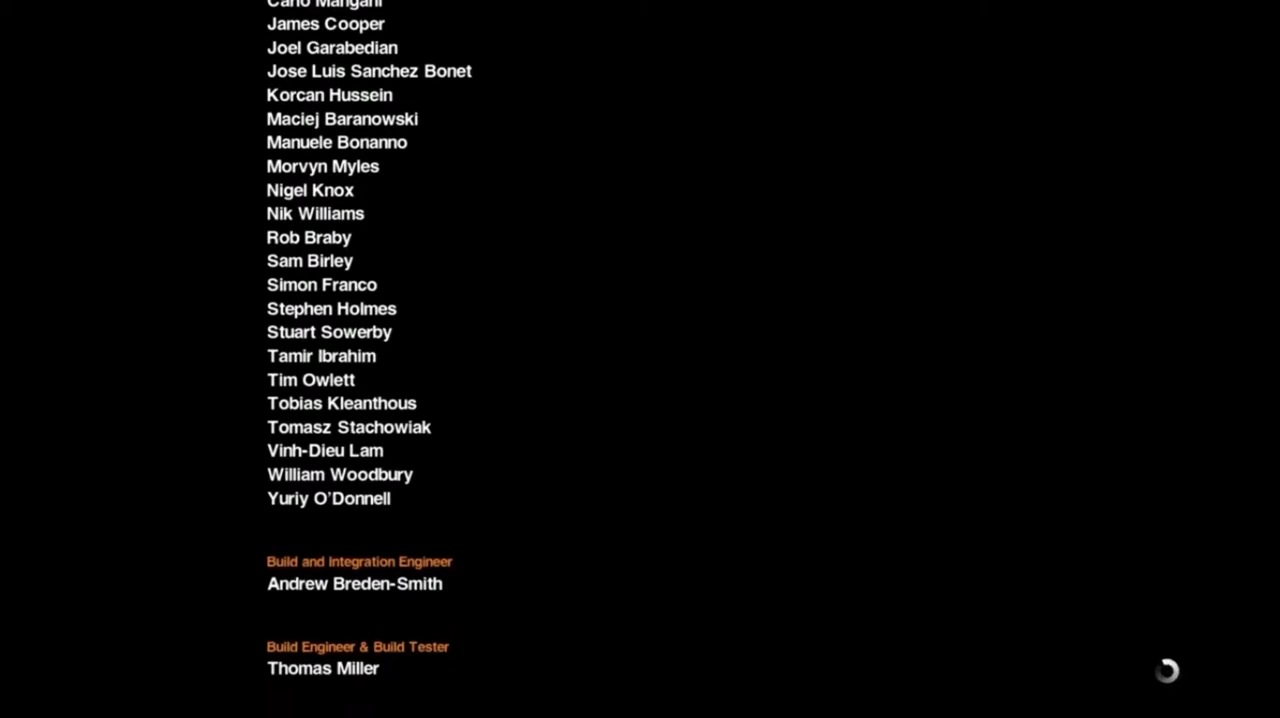 Carlo Mangani
James Cooper
Joel Garabedian
Jose Luis Sanchez Bonet
Korcan Hussein
Maciej Baranowski
Manuele Bonanno
Morvyn Myles
Nigel Knox
Nik Williams
Rob Braby
Sam Birley
Simon Franco
Stephen Holmes
Stuart Sowerby
Tamir Ibrahim
Tim Owlett
Tobias Kleanthous
Tomasz Stachowiak
Vinh-Dieu Lam
William Woodbury
Yuriy O’Donnell
Build and Integration Engineer
Andrew Breden-Smith
Build Engineer & Build Tester
Thomas Miller